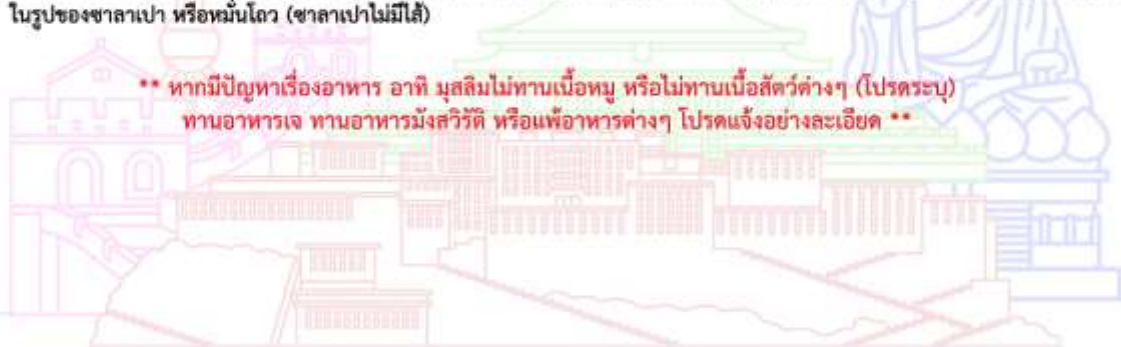 ในรูปของซาลาเปา หรือหมั่นโถว (ซาลาเปาไม่มีไส้)
** หากมีปัญหาเรื่องอาหาร อาทิ มุสลิมไม่ทานเนื้อหมู หรือไม่ทานเนื้อสัตว์ต่างๆ (โปรดระบุ)
ทานอาหารเจ ทานอาหารมังสวิรัติ หรือแพ้อาหารต่างๆ โปรดแจ้งอย่างละเอียด **